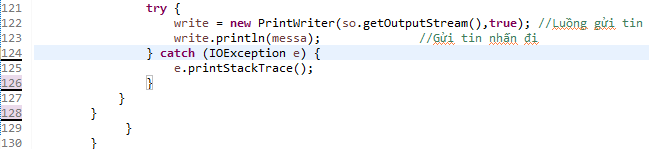 121 try {
122 write = new PrintWriter(so.getOutputStream(),true); //Luồng gửi tin
123 write.println(messa); //Gửi tin nhấn đi
124 } catch (IOException e) {
125 e.printStackTrace();
126 }
127 }
128 }
129 }
130 }